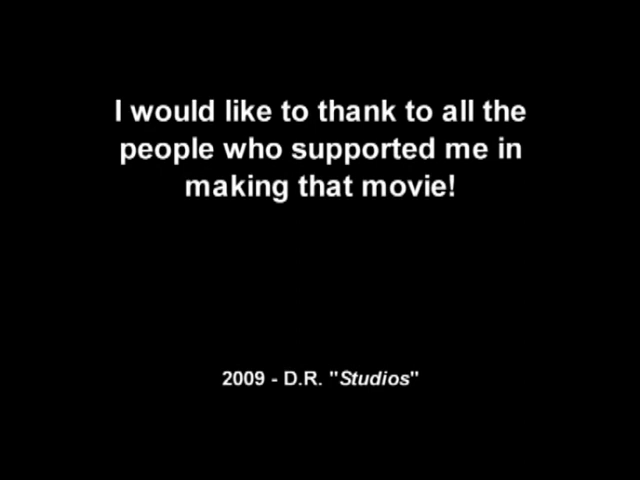 I would like to thank to all the
people who supported me in
making that movie!
2009 - D.R. "Studios"